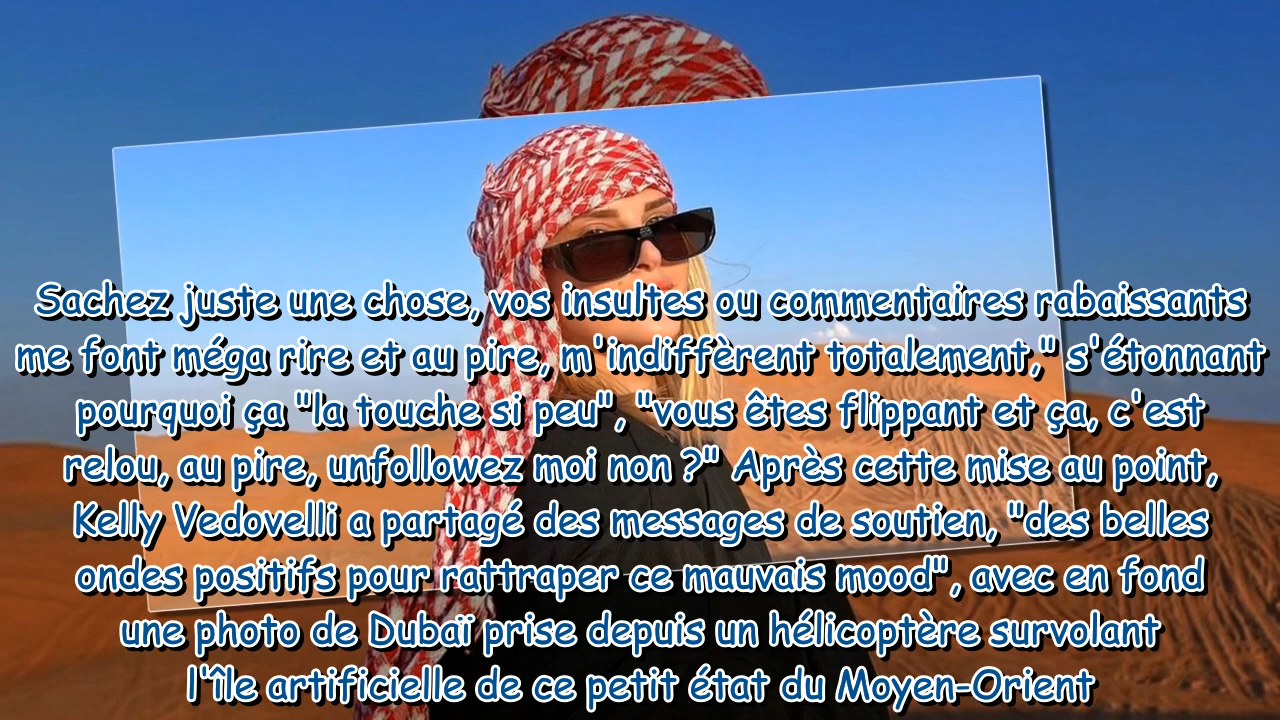 Sachez juste une chose, vos insultes ou commentaires rabaissants
me font méga rire et au pire, m'indiffèrent totalement," s'étonnant
pourquoi ça "la touche si peu", "vous êtes flippant et ça, c'est
relou, au pire, unfollowez moi non ?" Après cette mise au point,
Kelly Vedovelli a partagé des messages de soutien, "des belles
ondes positifs pour rattraper ce mauvais mood", avec en fond
une photo de Dubaï prise depuis un hélicoptère survolant
l'île artificielle de ce petit état du Moyen-Orient